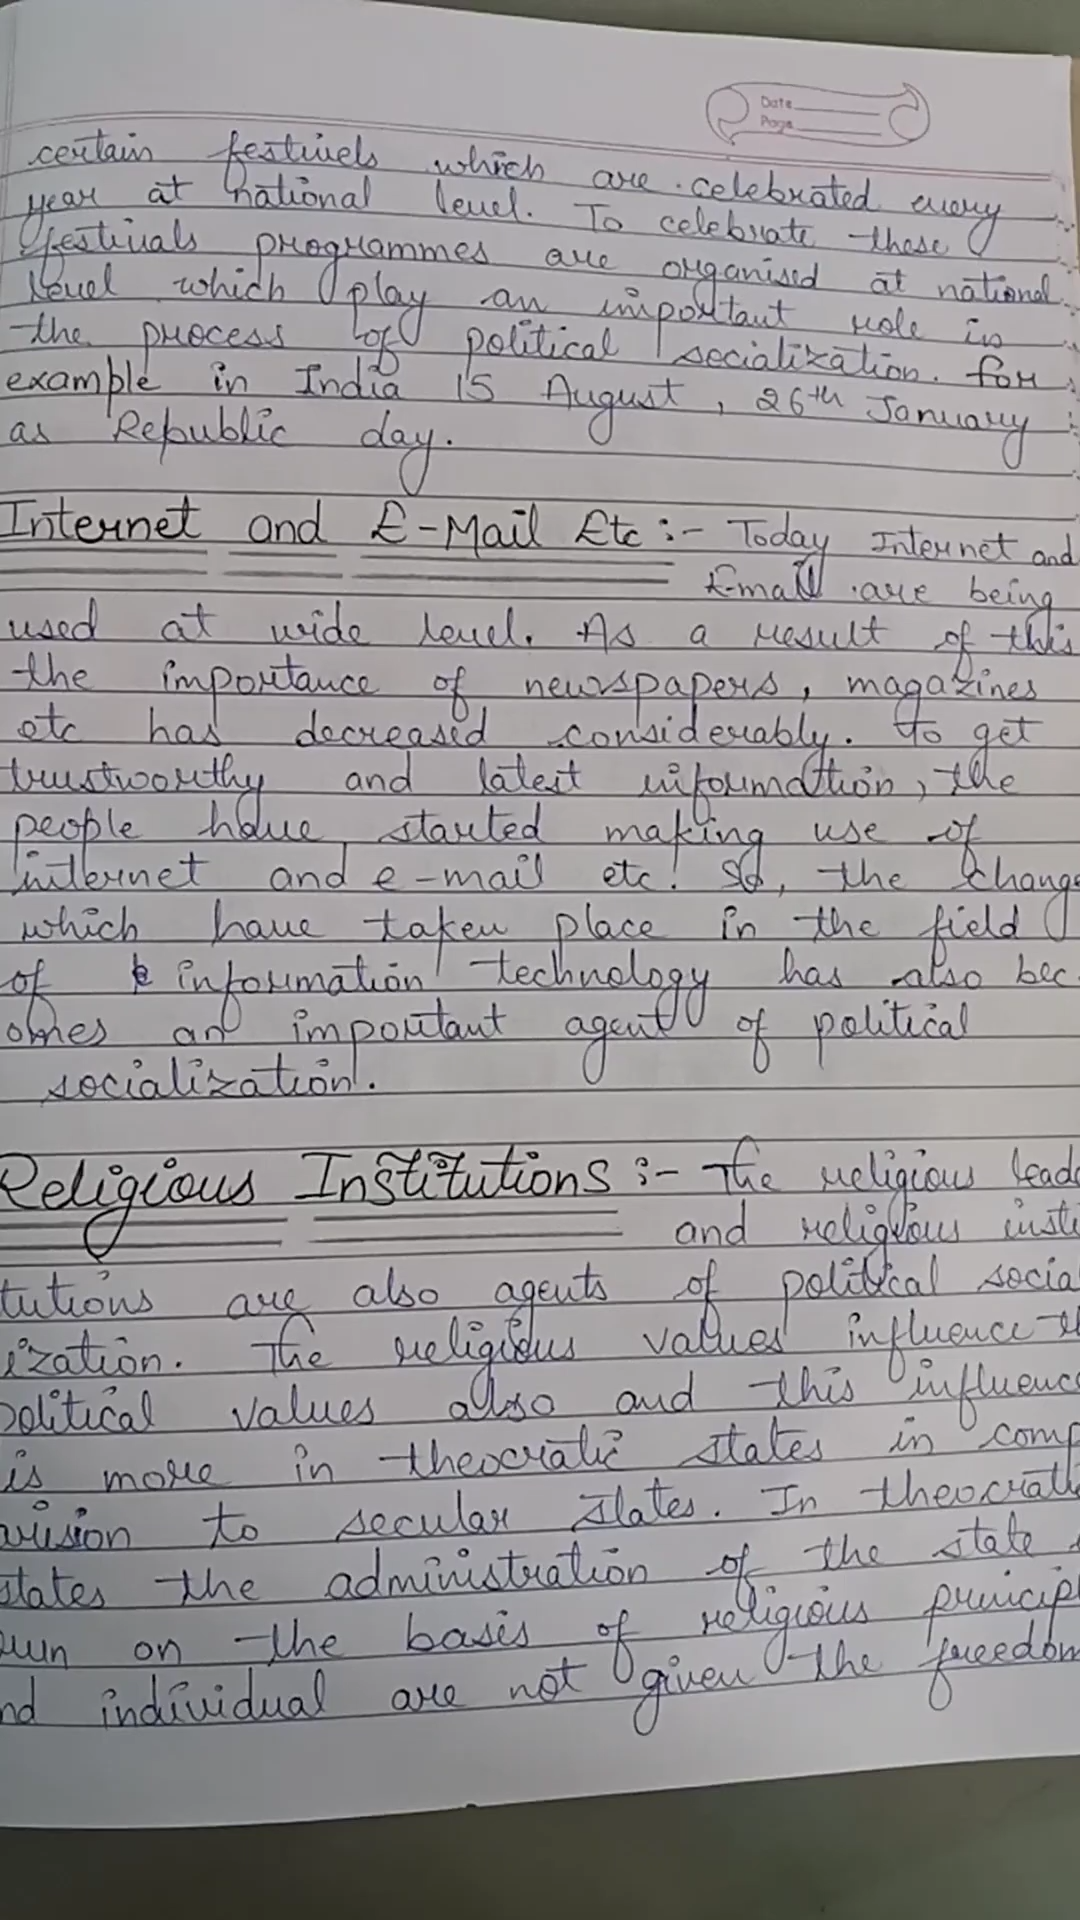 Date
Page
certain festivels which are celebrated every
year at national level. To celebrate these
festivals programmes are organised at national
level which play an important role in
the process of political socialization. for
example in India 15 August, 26th January
as Republic day.
Internet and E-Mail Etc :- Today Internet and
Email are being
used at wide level. As a result of this
the importance of newspapers, magazines
etc has decreased considerably. to get
trustworthy and latest information, the
people have started making use of
internet and e-mail etc. So, the change
which have taken place in the field
of information technology has also bec
omes an important agent of political
socialization.
Religious Institutions :- The religious lead
and religious insti
tutions are also agents of political social
ization. The religious values influence th
political values also and this influence
is more in theocratic states in comp
arision to secular states. In theocrati
states the administration of the state
run on the basis of religious principl
nd individual are not given the freedom